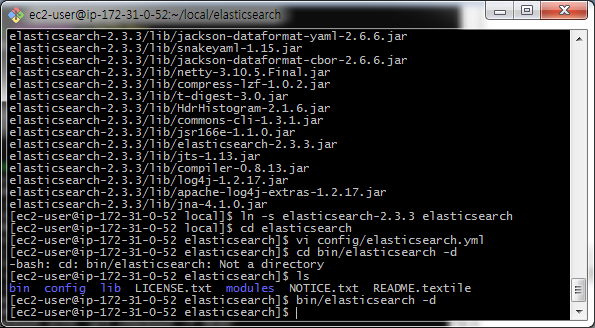 ec2-user@ip-172-31-0-52:~/local/elasticsearch
elasticsearch-2.3.3/lib/jackson-dataformat-yaml-2.6.6.jar
elasticsearch-2.3.3/lib/snakeyaml-1.15.jar
elasticsearch-2.3.3/lib/jackson-dataformat-cbor-2.6.6.jar
elasticsearch-2.3.3/lib/netty-3.10.5.Final.jar
elasticsearch-2.3.3/lib/compress-lzf-1.0.2.jar
elasticsearch-2.3.3/lib/t-digest-3.0.jar
elasticsearch-2.3.3/lib/HdrHistogram-2.1.6.jar
elasticsearch-2.3.3/lib/commons-cli-1.3.1.jar
elasticsearch-2.3.3/lib/jsr166e-1.1.0.jar
elasticsearch-2.3.3/lib/elasticsearch-2.3.3.jar
elasticsearch-2.3.3/lib/jts-1.13.jar
elasticsearch-2.3.3/lib/compiler-0.8.13.jar
elasticsearch-2.3.3/lib/log4j-1.2.17.jar
elasticsearch-2.3.3/lib/apache-log4j-extras-1.2.17.jar
elasticsearch-2.3.3/lib/jna-4.1.0.jar
[ec2-user@ip-172-31-0-52 local]$ ln -s elasticsearch-2.3.3 elasticsearch
[ec2-user@ip-172-31-0-52 local]$ cd elasticsearch
[ec2-user@ip-172-31-0-52 elasticsearch]$ vi config/elasticsearch.yml
[ec2-user@ip-172-31-0-52 elasticsearch]$ cd bin/elasticsearch -d
-bash: cd: bin/elasticsearch: Not a directory
[ec2-user@ip-172-31-0-52 elasticsearch]$ ls
bin config lib LICENSE.txt modules NOTICE.txt README.textile
[ec2-user@ip-172-31-0-52 elasticsearch]$ bin/elasticsearch -d
[ec2-user@ip-172-31-0-52 elasticsearch]$